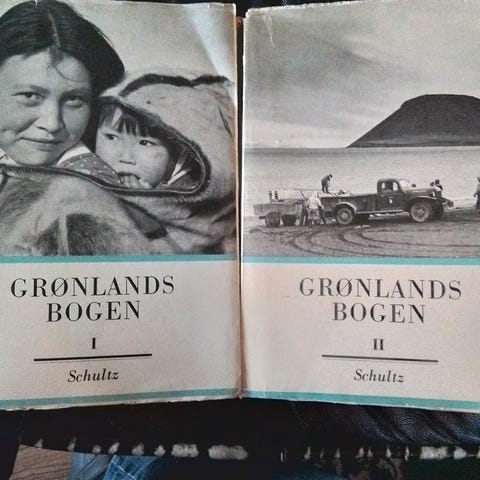 GRØNLANDS
BOGEN
I
Schultz
GRØNLANDS
BOGEN
II
Schultz